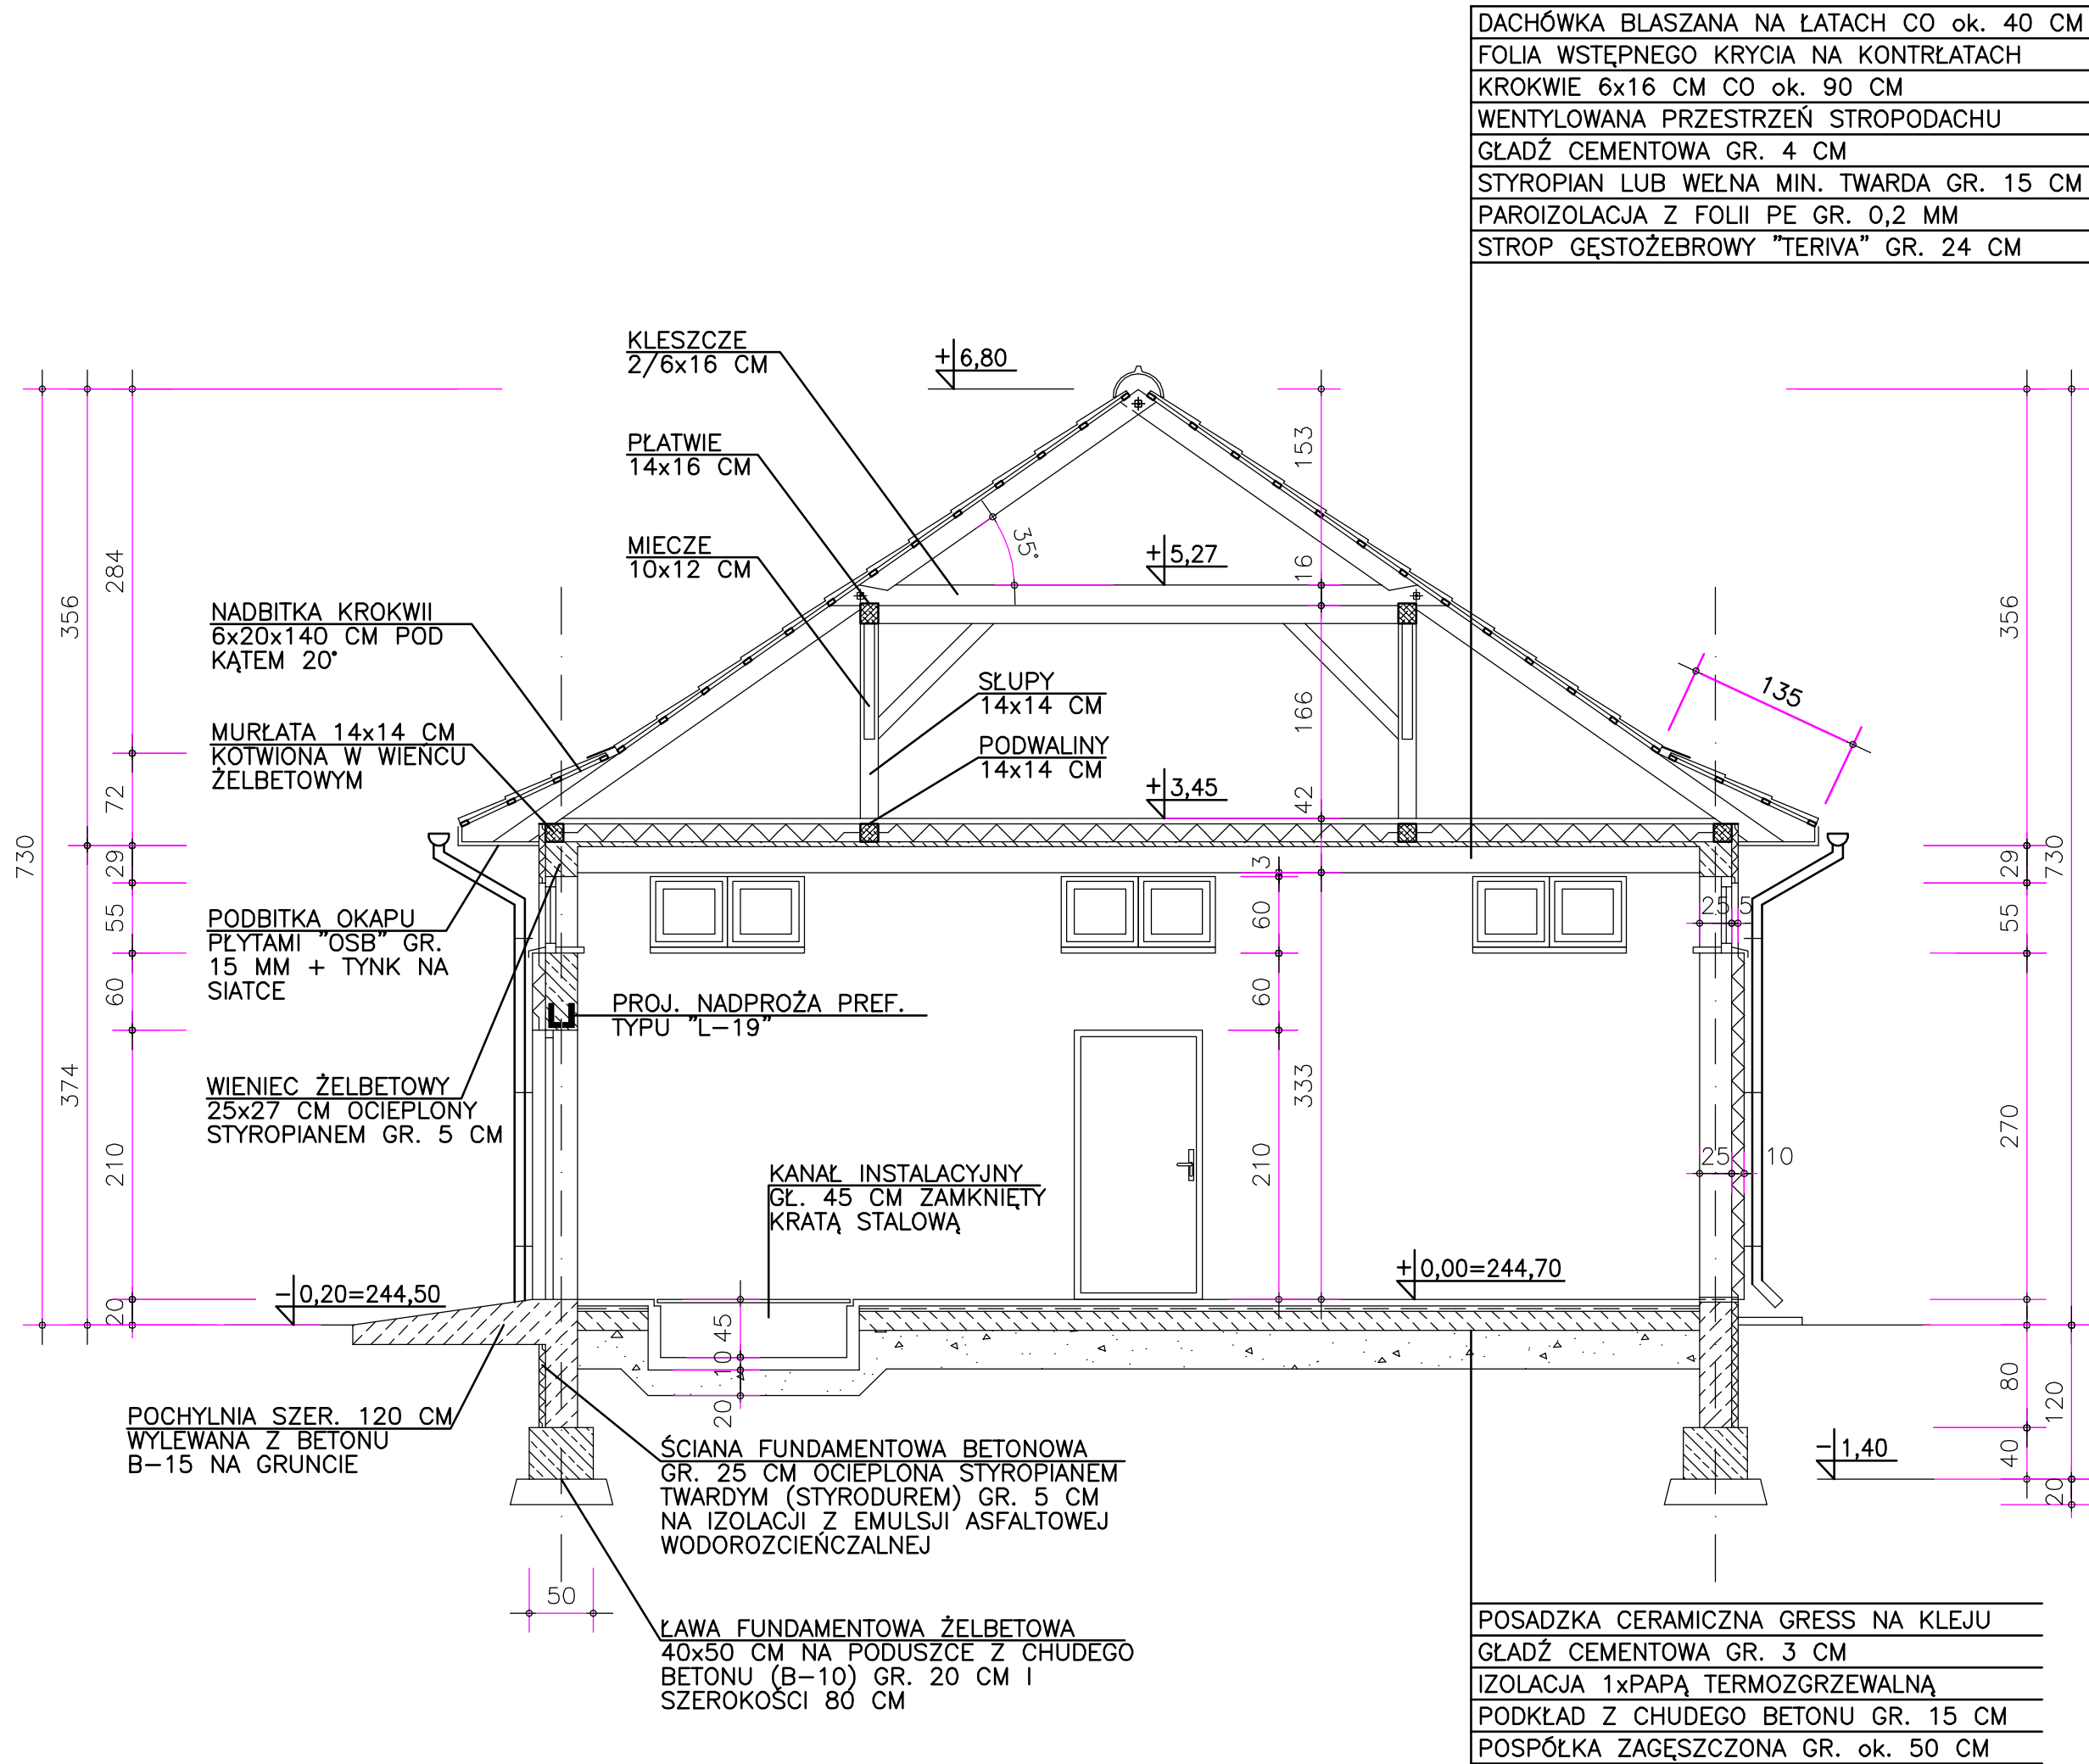 DACHÓWKA BLASZANA NA ŁATACH CO ok. 40 CM
FOLIA WSTĘPNEGO KRYCIA NA KONTRŁATACH
KROKWIE 6x16 CM CO ok. 90 CM
WENTYLOWANA PRZESTRZEŃ STROPODACHU
GŁADŹ CEMENTOWA GR. 4 CM
STYROPIAN LUB WEŁNA MIN. TWARDA GR. 15 CM
PAROIZOLACJA Z FOLII PE GR. 0,2 MM
STROP GĘSTOŻEBROWY "TERIVA" GR. 24 CM
KLESZCZE
2/6x16 CM
+6,80
PŁATWIE
14x16 CM
MIECZE
10x12 CM
35°
+5,27
153
16
166
42
3
60
60
333
210
NADBITKA KROKWII
6x20x140 CM POD
KĄTEM 20°
MURŁATA 14x14 CM
KOTWIONA W WIEŃCU
ŻELBETOWYM
SŁUPY
14x14 CM
PODWALINY
14x14 CM
+3,45
135
730
356
374
284
72
29
55
60
210
20
PODBITKA OKAPU
PŁYTAMI "OSB" GR.
15 MM + TYNK NA
SIATCE
PROJ. NADPROŻA PREF.
TYPU "L-19"
WIENIEC ŻELBETOWY
25x27 CM OCIEPLONY
STYROPIANEM GR. 5 CM
KANAŁ INSTALACYJNY
GŁ. 45 CM ZAMKNIĘTY
KRATĄ STALOWĄ
25 5
25 10
356
29
55
270
80
40
730
120
20
-0,20=244,50
+0,00=244,70
45
10
20
POCHYLNIA SZER. 120 CM
WYLEWANA Z BETONU
B-15 NA GRUNCIE
-1,40
ŚCIANA FUNDAMENTOWA BETONOWA
GR. 25 CM OCIEPLONA STYROPIANEM
TWARDYM (STYRODUREM) GR. 5 CM
NA IZOLACJI Z EMULSJI ASFALTOWEJ
WODOROZCIEŃCZALNEJ
50
ŁAWA FUNDAMENTOWA ŻELBETOWA
40x50 CM NA PODUSZCE Z CHUDEGO
BETONU (B-10) GR. 20 CM I
SZEROKOŚCI 80 CM
POSADZKA CERAMICZNA GRESS NA KLEJU
GŁADŹ CEMENTOWA GR. 3 CM
IZOLACJA 1xPAPĄ TERMOZGRZEWALNĄ
PODKŁAD Z CHUDEGO BETONU GR. 15 CM
POSPÓŁKA ZAGĘSZCZONA GR. ok. 50 CM